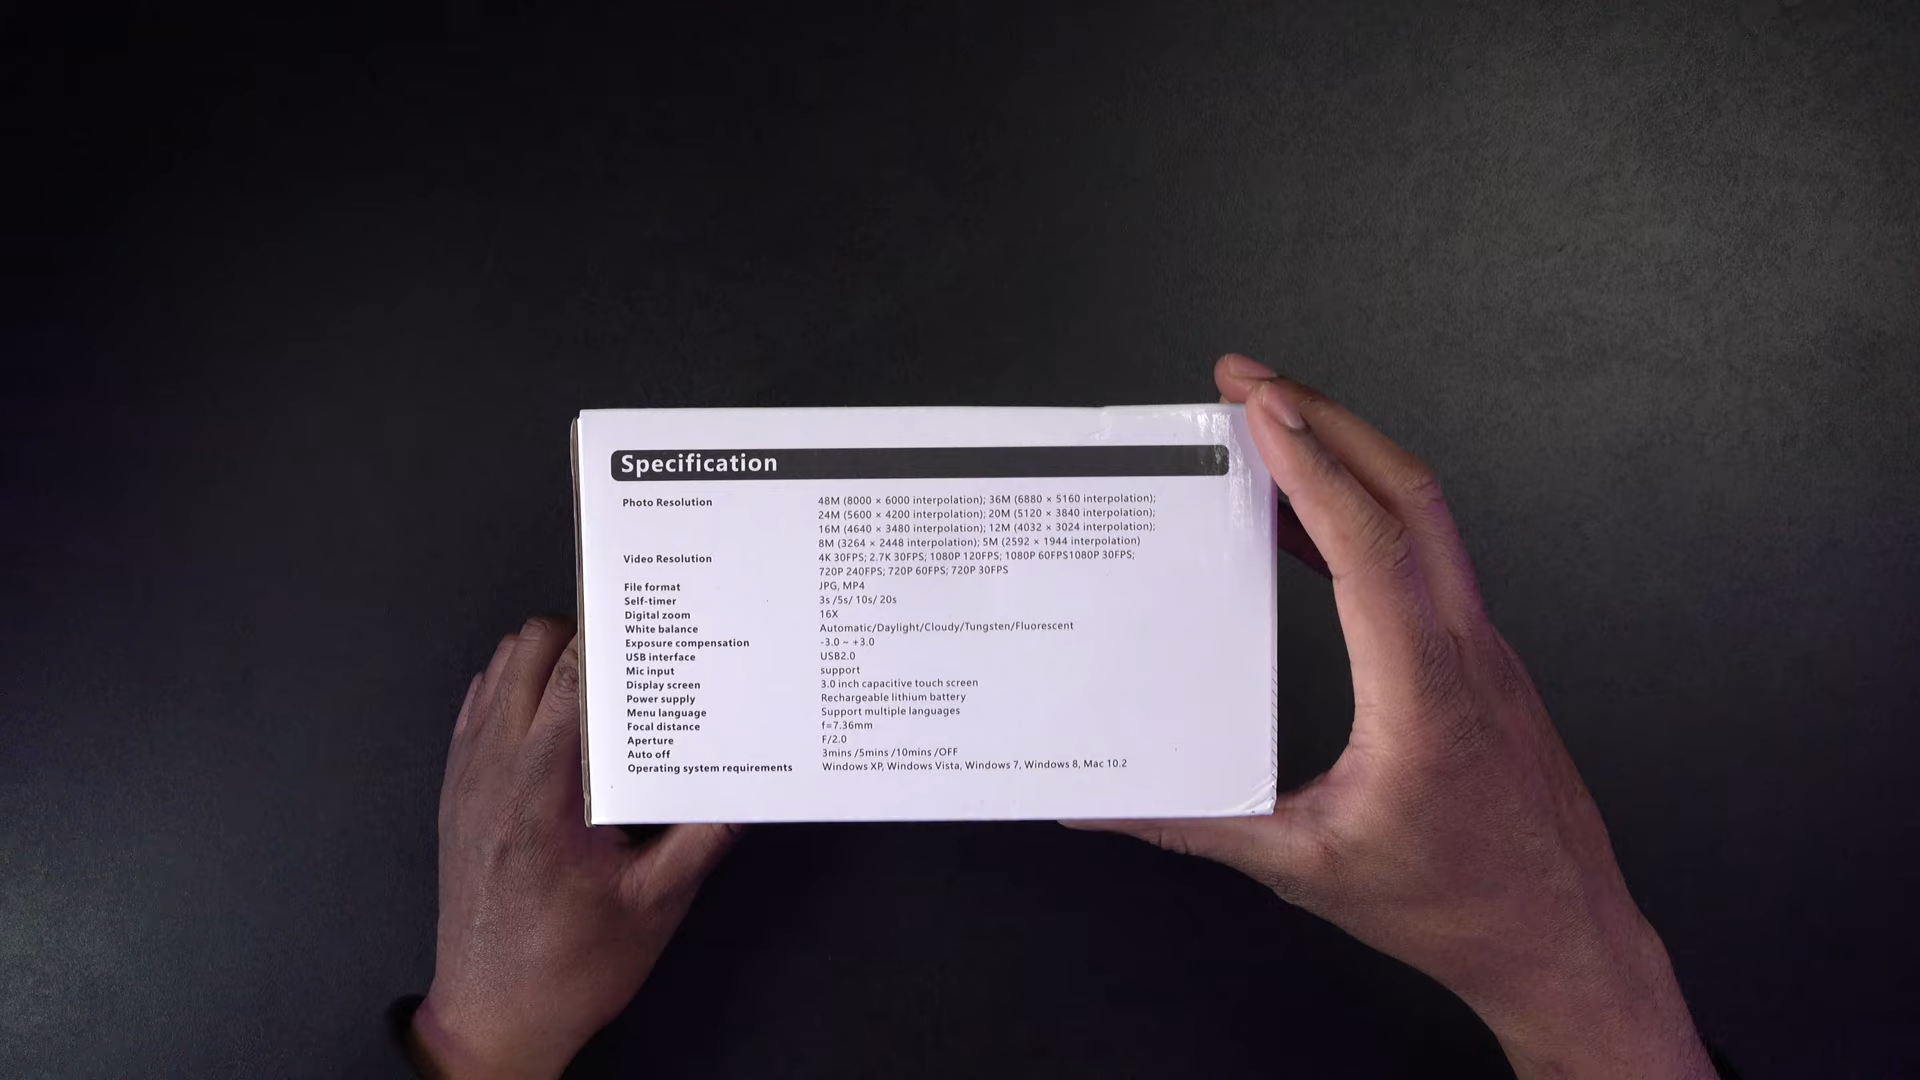 Specification
Photo Resolution 48M (8000 × 6000 interpolation); 36M (6880 × 5160 interpolation);
24M (5600 × 4200 interpolation); 20M (5120 × 3840 interpolation);
16M (4640 × 3480 interpolation); 12M (4032 × 3024 interpolation);
8M (3264 × 2448 interpolation); 5M (2592 × 1944 interpolation)
Video Resolution 4K 30FPS; 2.7K 30FPS; 1080P 120FPS; 1080P 60FPS1080P 30FPS;
720P 240FPS; 720P 60FPS; 720P 30FPS
File format JPG, MP4
Self-timer 3s /5s/ 10s/ 20s
Digital zoom 16X
White balance Automatic/Daylight/Cloudy/Tungsten/Fluorescent
Exposure compensation -3.0 ~ +3.0
USB interface USB2.0
Mic input support
Display screen 3.0 inch capacitive touch screen
Power supply Rechargeable lithium battery
Menu language Support multiple languages
Focal distance f=7.36mm
Aperture F/2.0
Auto off 3mins /5mins /10mins /OFF
Operating system requirements Windows XP, Windows Vista, Windows 7, Windows 8, Mac 10.2